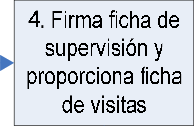 4. Firma ficha de
supervisión y
proporciona ficha
de visitas